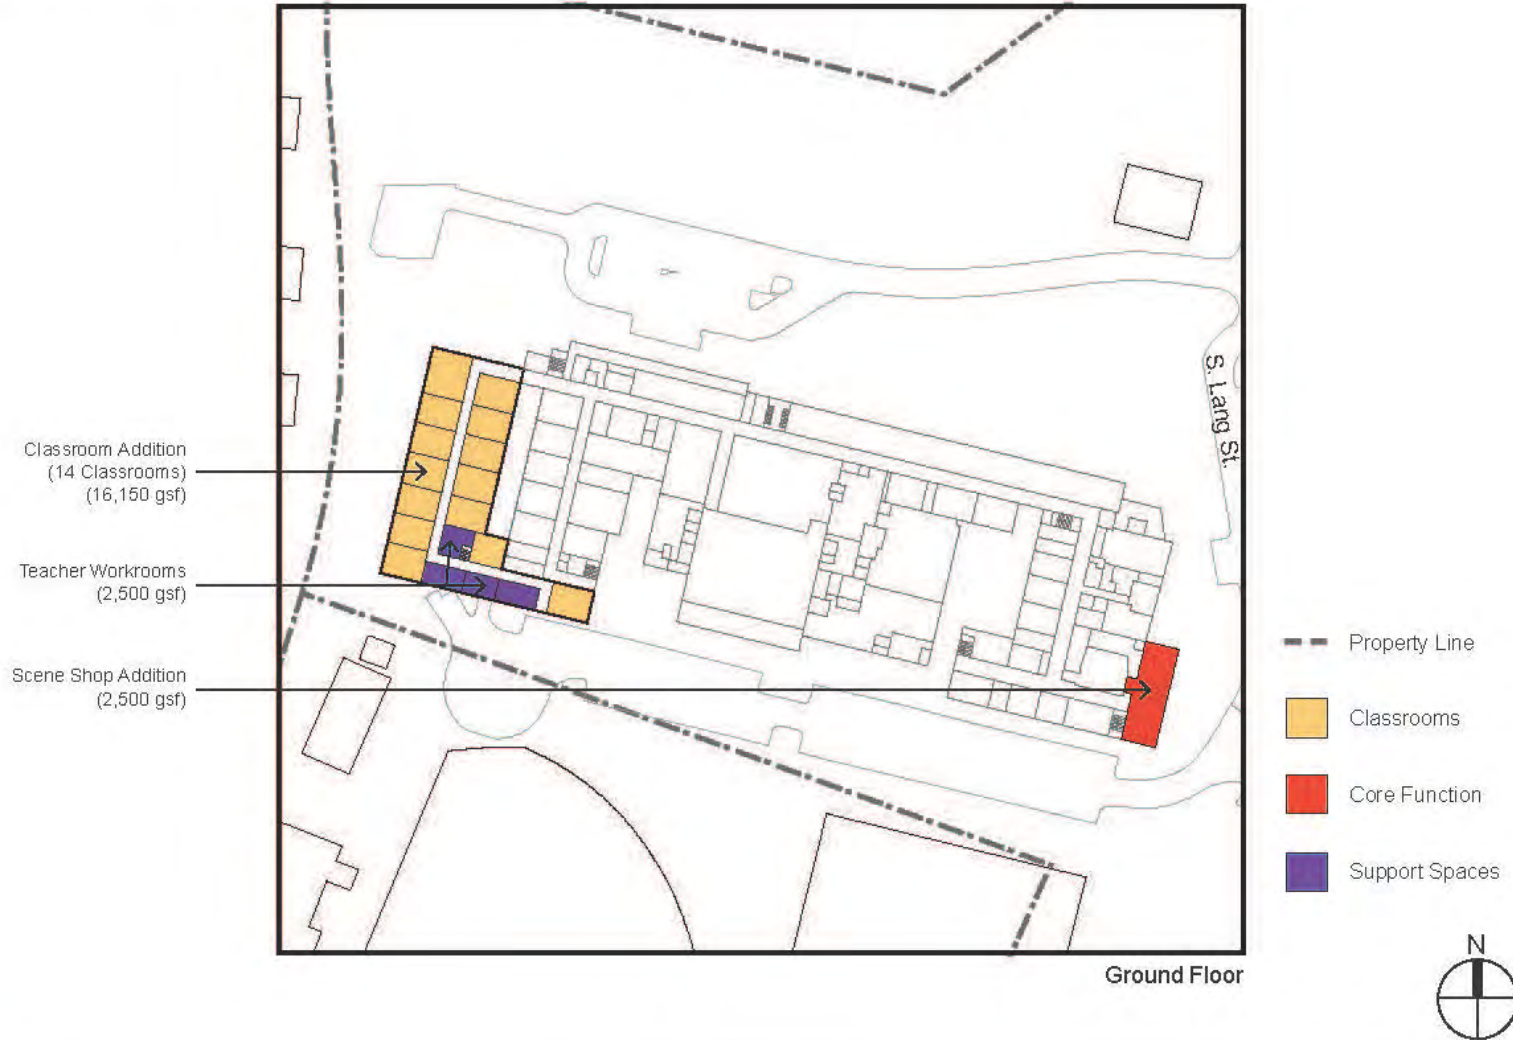 S. Lang St.
Classroom Addition
(14 Classrooms)
(16,150 gsf)
Teacher Workrooms
(2,500 gsf)
Scene Shop Addition
(2,500 gsf)
Property Line
Classrooms
Core Function
Support Spaces
N
Ground Floor